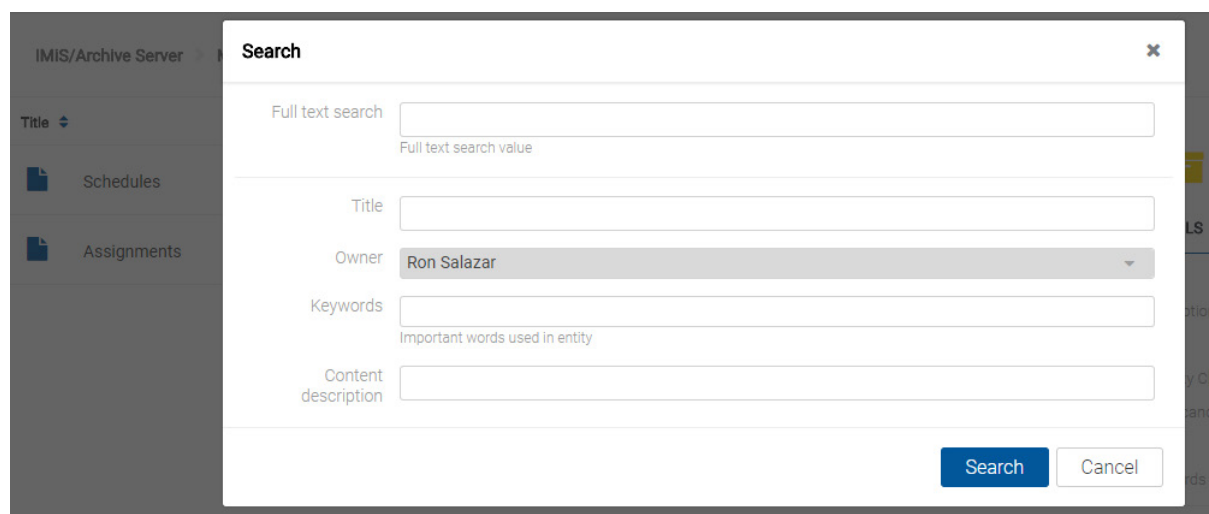 IMiS/Archive Server
Search
Title
Full text search
Full text search value
Schedules
Title
LS
Owner Ron Salazar
Assignments
Keywords
Important words used in entity
Content
description
Search Cancel